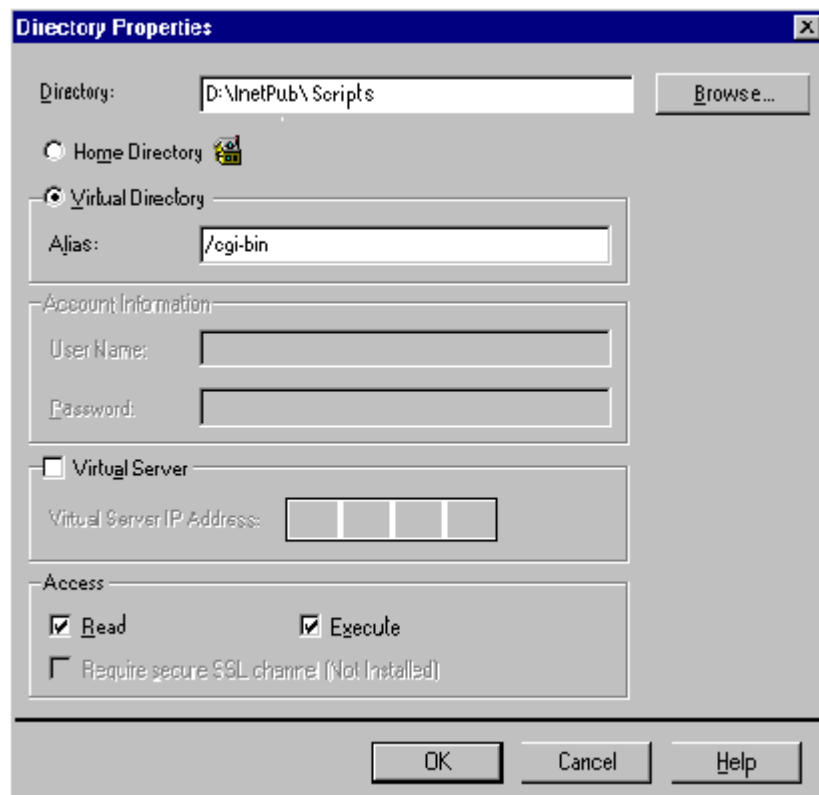 Directory Properties
Directory: D:\InetPub\Scripts Browse...
Home Directory
Virtual Directory
Alias: /cgi-bin
Account Information
User Name:
Password:
Virtual Server
Virtual Server IP Address:
Access
Read Execute
Require secure SSL channel (Not Installed)
OK Cancel Help